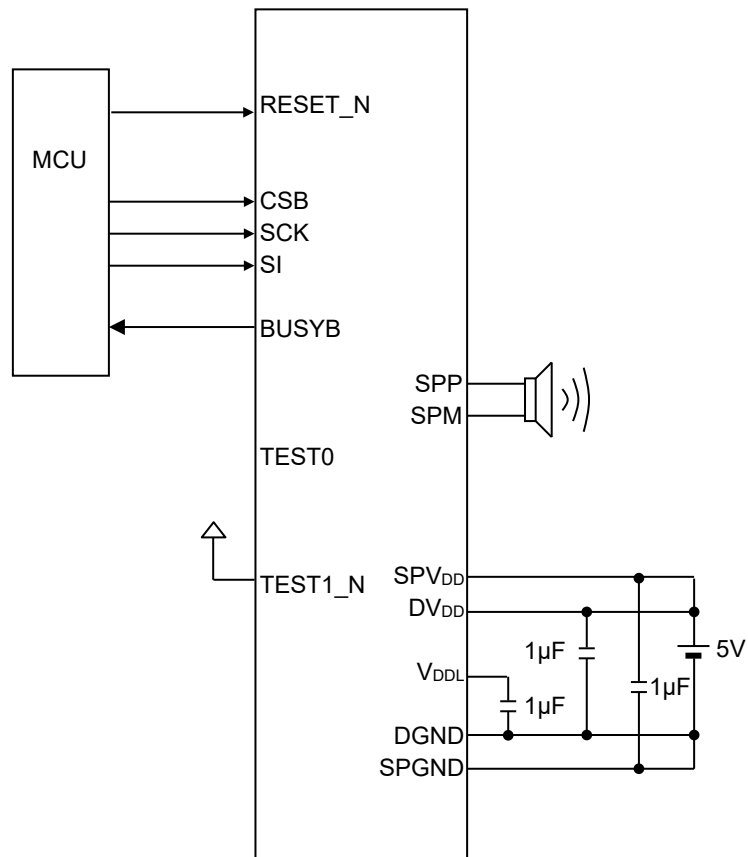 RESET_N
MCU
CSB
SCK
SI
BUSYB
SPP
SPM
TEST0
TEST1_N
SPVDD
DVDD
1µF
5V
VDDL
1µF
1µF
DGND
SPGND